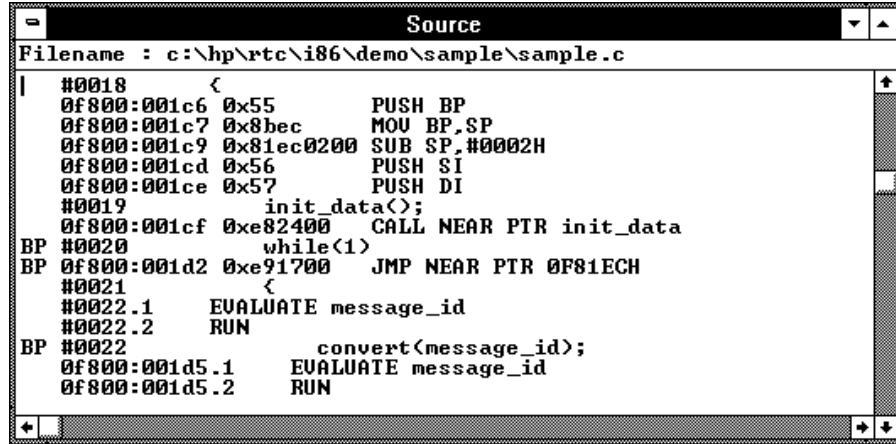 Source
Filename : c:\hp\rtc\i86\demo\sample\sample.c
#0018        {
0f800:001c6 0x55         PUSH BP
0f800:001c7 0x8bec       MOV BP,SP
0f800:001c9 0x81ec0200 SUB SP,#0002H
0f800:001cd 0x56         PUSH SI
0f800:001ce 0x57         PUSH DI
#0019            init_data();
0f800:001cf 0xe82400   CALL NEAR PTR init_data
BP #0020            while(1)
BP 0f800:001d2 0xe91700   JMP NEAR PTR 0F81ECH
#0021            {
#0022.1     EVALUATE message_id
#0022.2     RUN
BP #0022                convert(message_id);
0f800:001d5.1    EVALUATE message_id
0f800:001d5.2    RUN